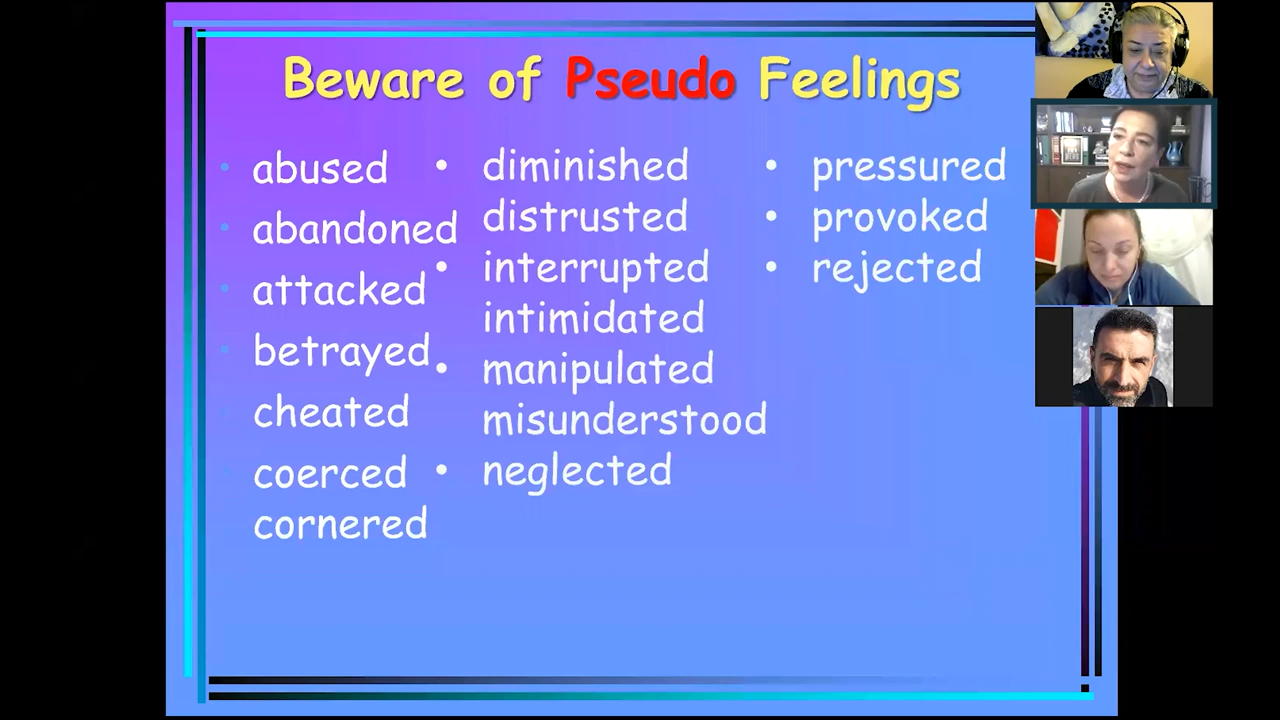 Beware of Pseudo Feelings
abused
abandoned
attacked
betrayed
cheated
coerced
cornered
• diminished
distrusted
• interrupted
intimidated
• manipulated
misunderstood
• neglected
• pressured
• provoked
• rejected